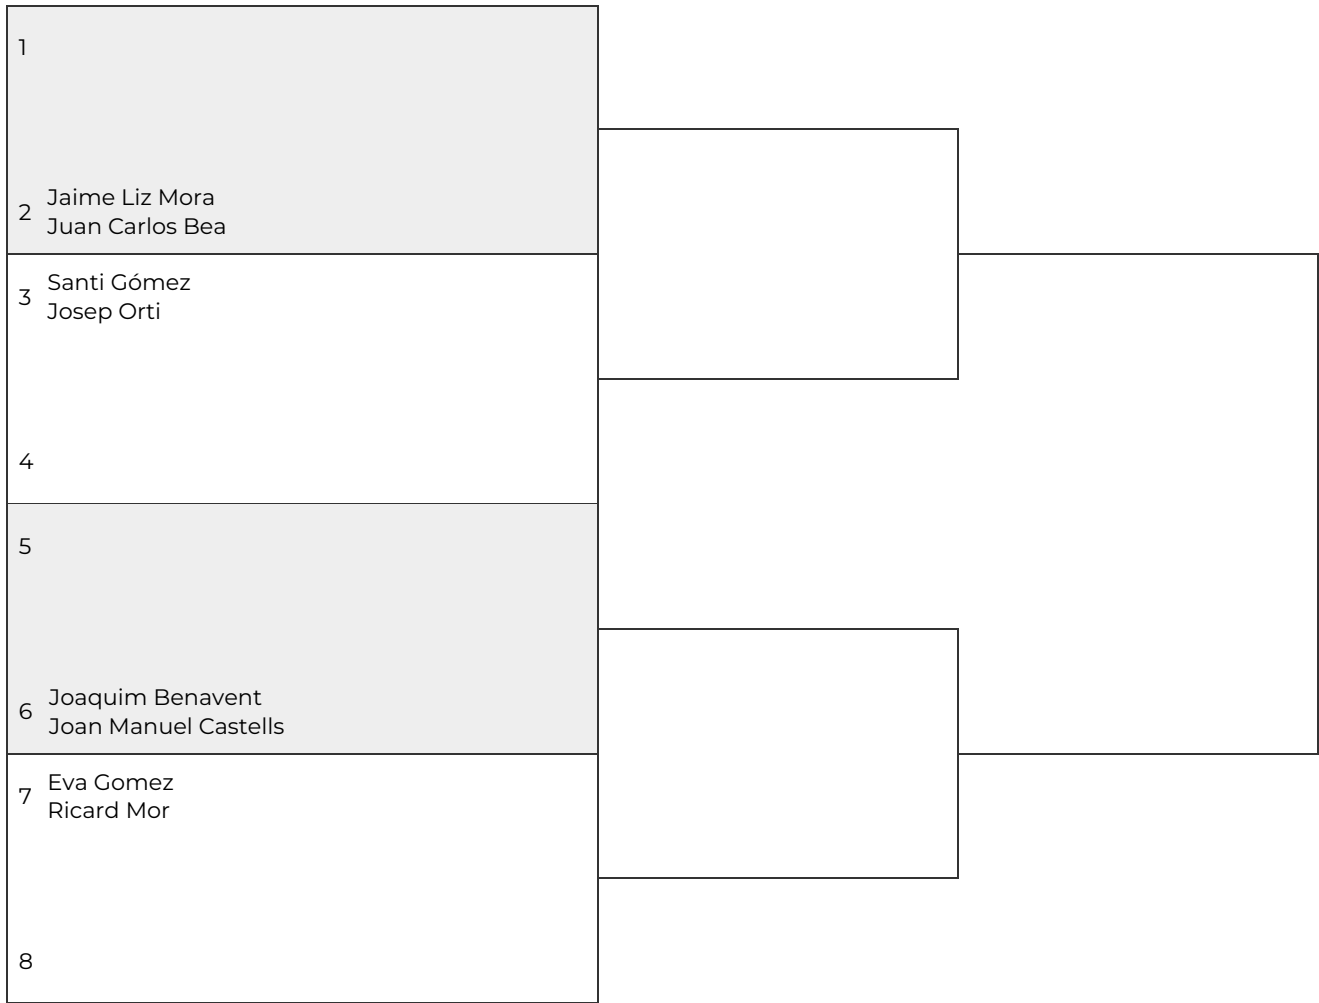 1
2
Jaime Liz Mora
Juan Carlos Bea
3
Santi Gómez
Josep Orti
4
5
6
Joaquim Benavent
Joan Manuel Castells
7
Eva Gomez
Ricard Mor
8